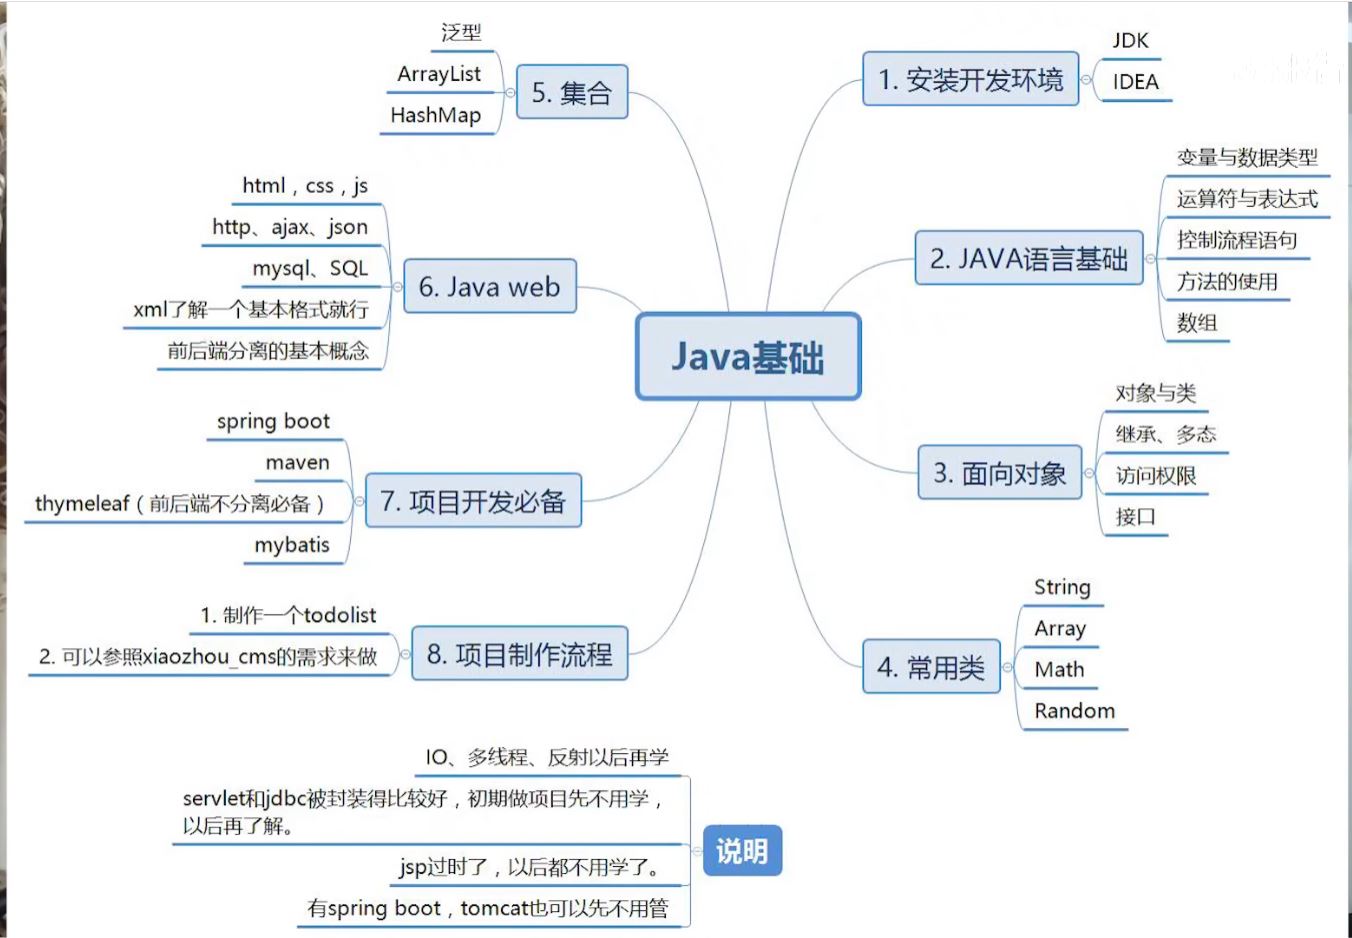 Java基础
1. 安装开发环境
JDK
IDEA
2. JAVA语言基础
变量与数据类型
运算符与表达式
控制流程语句
方法的使用
数组
3. 面向对象
对象与类
继承、多态
访问权限
接口
4. 常用类
String
Array
Math
Random
5. 集合
泛型
ArrayList
HashMap
6. Java web
html，css，js
http、ajax、json
mysql、SQL
xml了解一个基本格式就行
前后端分离的基本概念
7. 项目开发必备
spring boot
maven
thymeleaf（前后端不分离必备）
mybatis
8. 项目制作流程
1. 制作一个todolist
2. 可以参照xiaozhou_cms的需求来做
说明
IO、多线程、反射以后再学
servlet和jdbc被封装得比较好，初期做项目先不用学，
以后再了解。
jsp过时了，以后都不用学了。
有spring boot，tomcat也可以先不用管